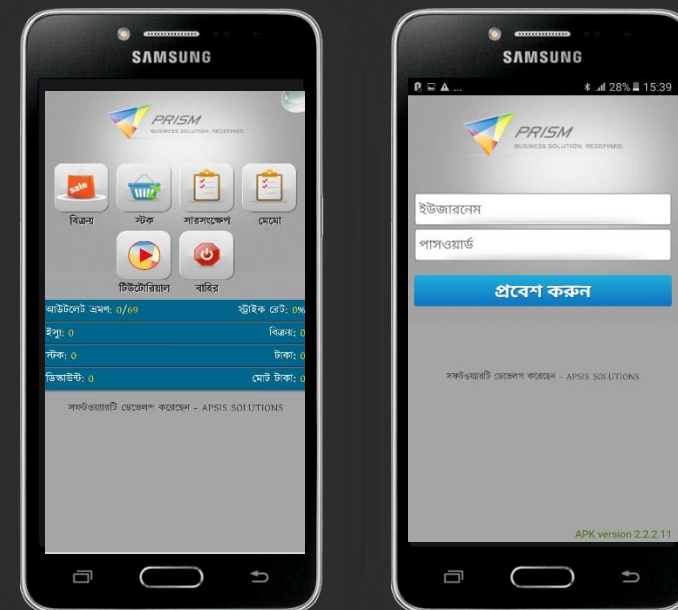 SAMSUNG
PRISM
BUSINESS SOLUTION. REDEFINED.
sale
বিক্রয় স্টক সারসংক্ষেপ মেমো
টিউটোরিয়াল বাহির
আউটলেট ভ্রমণ: 0/69 স্ট্রাইক রেট: 0%
ইস্যু: 0 বিক্রয়: 0
স্টক: 0 টাকা: 0
ডিস্কাউন্ট: 0 মোট টাকা: 0
সফটওয়্যারটি ডেভেলপ করেছেন - APSIS SOLUTIONS
SAMSUNG
... 28% 15:39
PRISM
BUSINESS SOLUTION. REDEFINED.
ইউজারনেম
পাসওয়ার্ড
প্রবেশ করুন
সফটওয়্যারটি ডেভেলপ করেছেন - APSIS SOLUTIONS
APK version 2.2.2.11